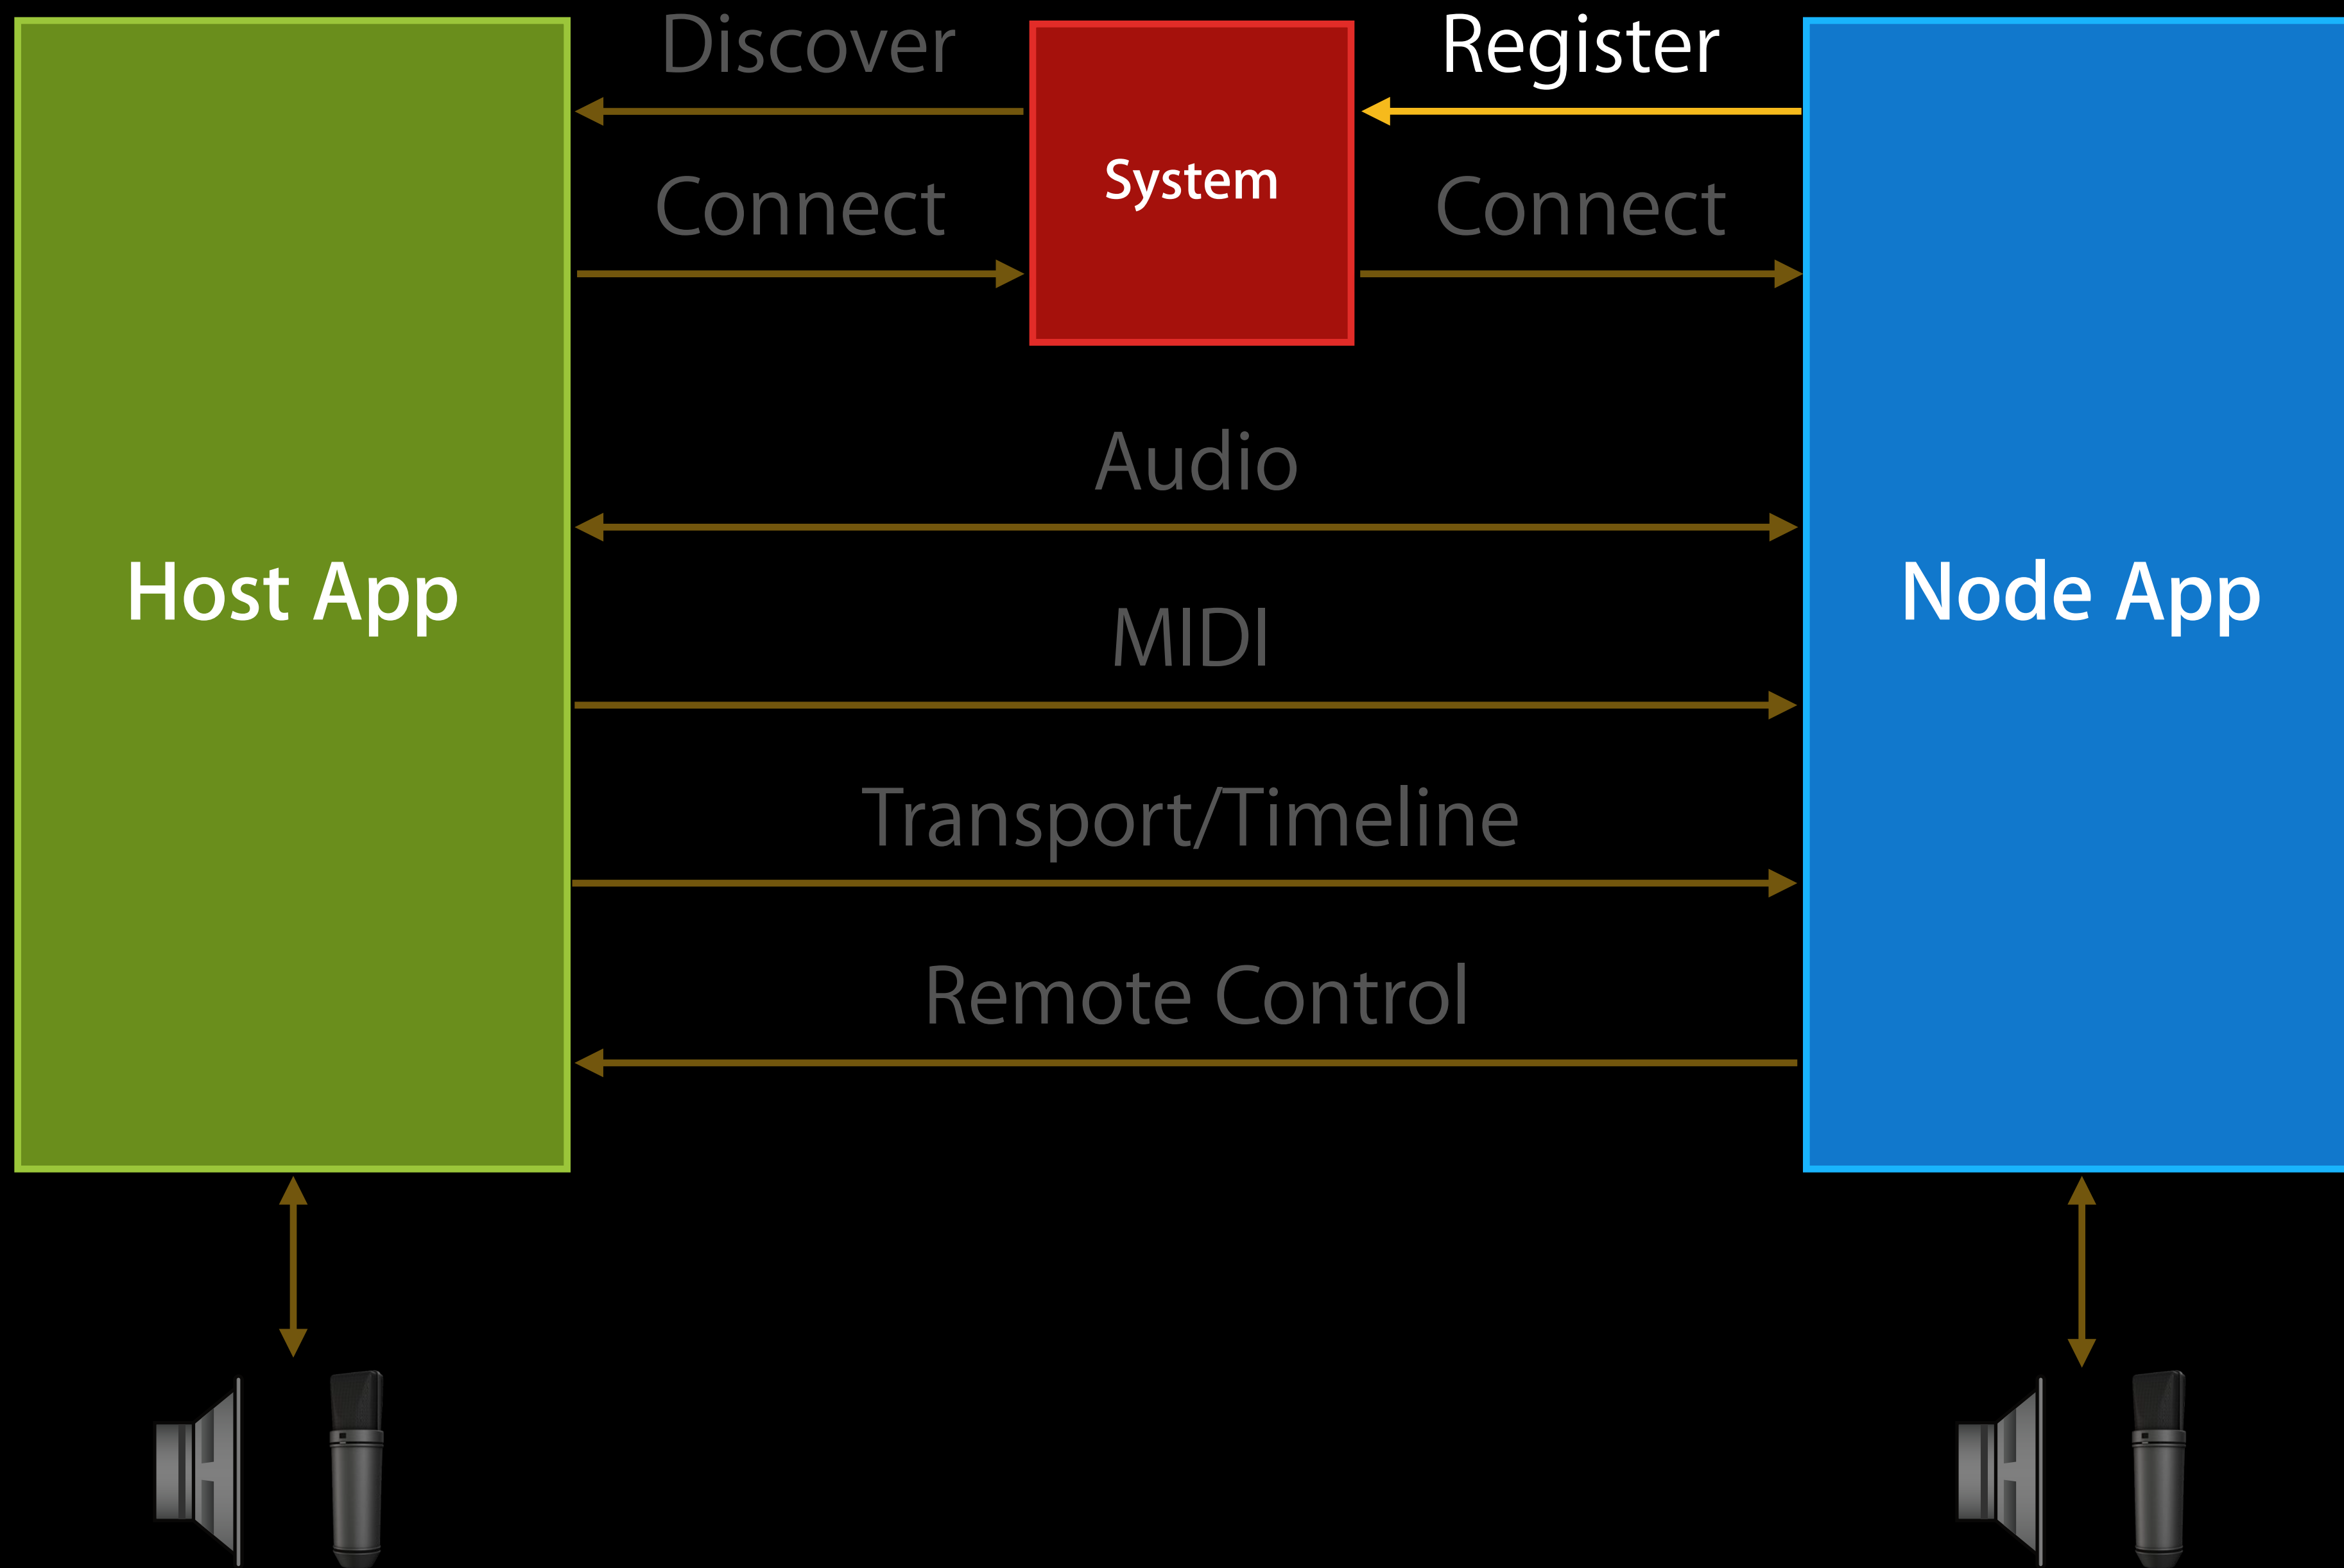 Discover
Register
System
Connect
Connect
Audio
Host App
Node App
MIDI
Transport/Timeline
Remote Control